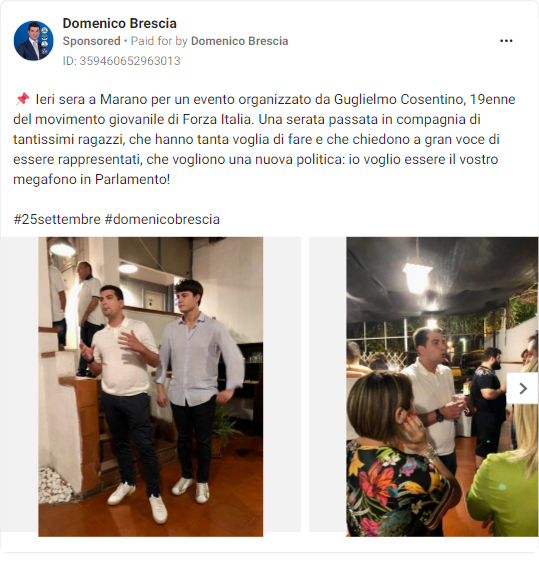 Domenico Brescia
Sponsored • Paid for by Domenico Brescia
ID: 359460652963013
📌 Ieri sera a Marano per un evento organizzato da Guglielmo Cosentino, 19enne
del movimento giovanile di Forza Italia. Una serata passata in compagnia di
tantissimi ragazzi, che hanno tanta voglia di fare e che chiedono a gran voce di
essere rappresentati, che vogliono una nuova politica: io voglio essere il vostro
megafono in Parlamento!
#25settembre #domenicobrescia